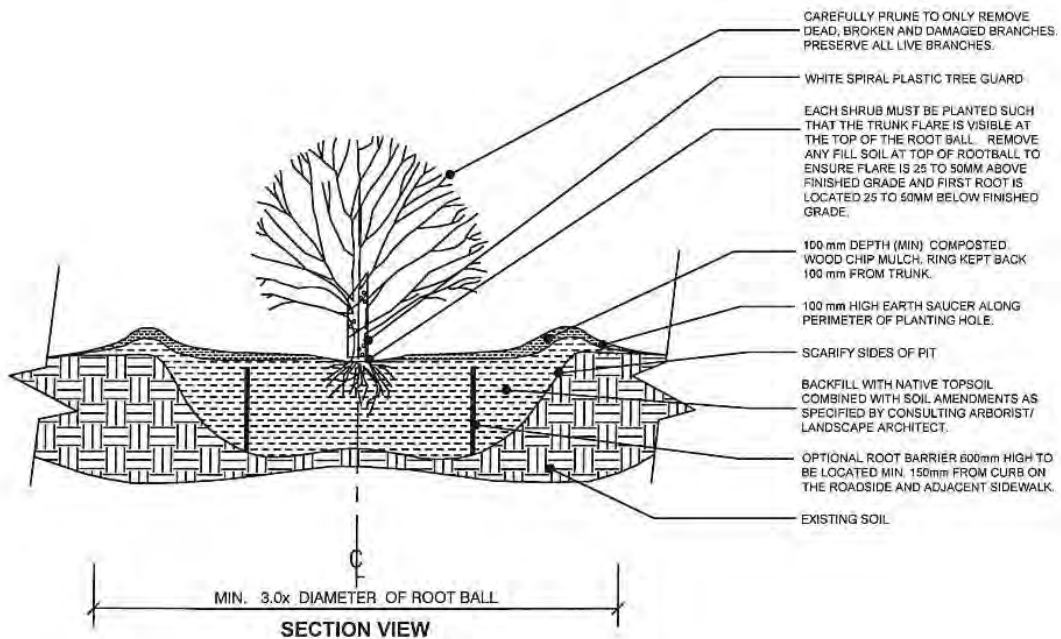 CAREFULLY PRUNE TO ONLY REMOVE
DEAD, BROKEN AND DAMAGED BRANCHES.
PRESERVE ALL LIVE BRANCHES.
WHITE SPIRAL PLASTIC TREE GUARD
EACH SHRUB MUST BE PLANTED SUCH
THAT THE TRUNK FLARE IS VISIBLE AT
THE TOP OF THE ROOT BALL. REMOVE
ANY FILL SOIL AT TOP OF ROOTBALL TO
ENSURE FLARE IS 25 TO 50MM ABOVE
FINISHED GRADE AND FIRST ROOT IS
LOCATED 25 TO 50MM BELOW FINISHED
GRADE.
100 mm DEPTH (MIN) COMPOSTED
WOOD CHIP MULCH. RING KEPT BACK
100 mm FROM TRUNK.
100 mm HIGH EARTH SAUCER ALONG
PERIMETER OF PLANTING HOLE.
SCARIFY SIDES OF PIT
BACKFILL WITH NATIVE TOPSOIL
COMBINED WITH SOIL AMENDMENTS AS
SPECIFIED BY CONSULTING ARBORIST/
LANDSCAPE ARCHITECT.
OPTIONAL ROOT BARRIER 600mm HIGH TO
BE LOCATED MIN. 150mm FROM CURB ON
THE ROADSIDE AND ADJACENT SIDEWALK.
EXISTING SOIL
CL
MIN. 3.0x DIAMETER OF ROOT BALL
SECTION VIEW